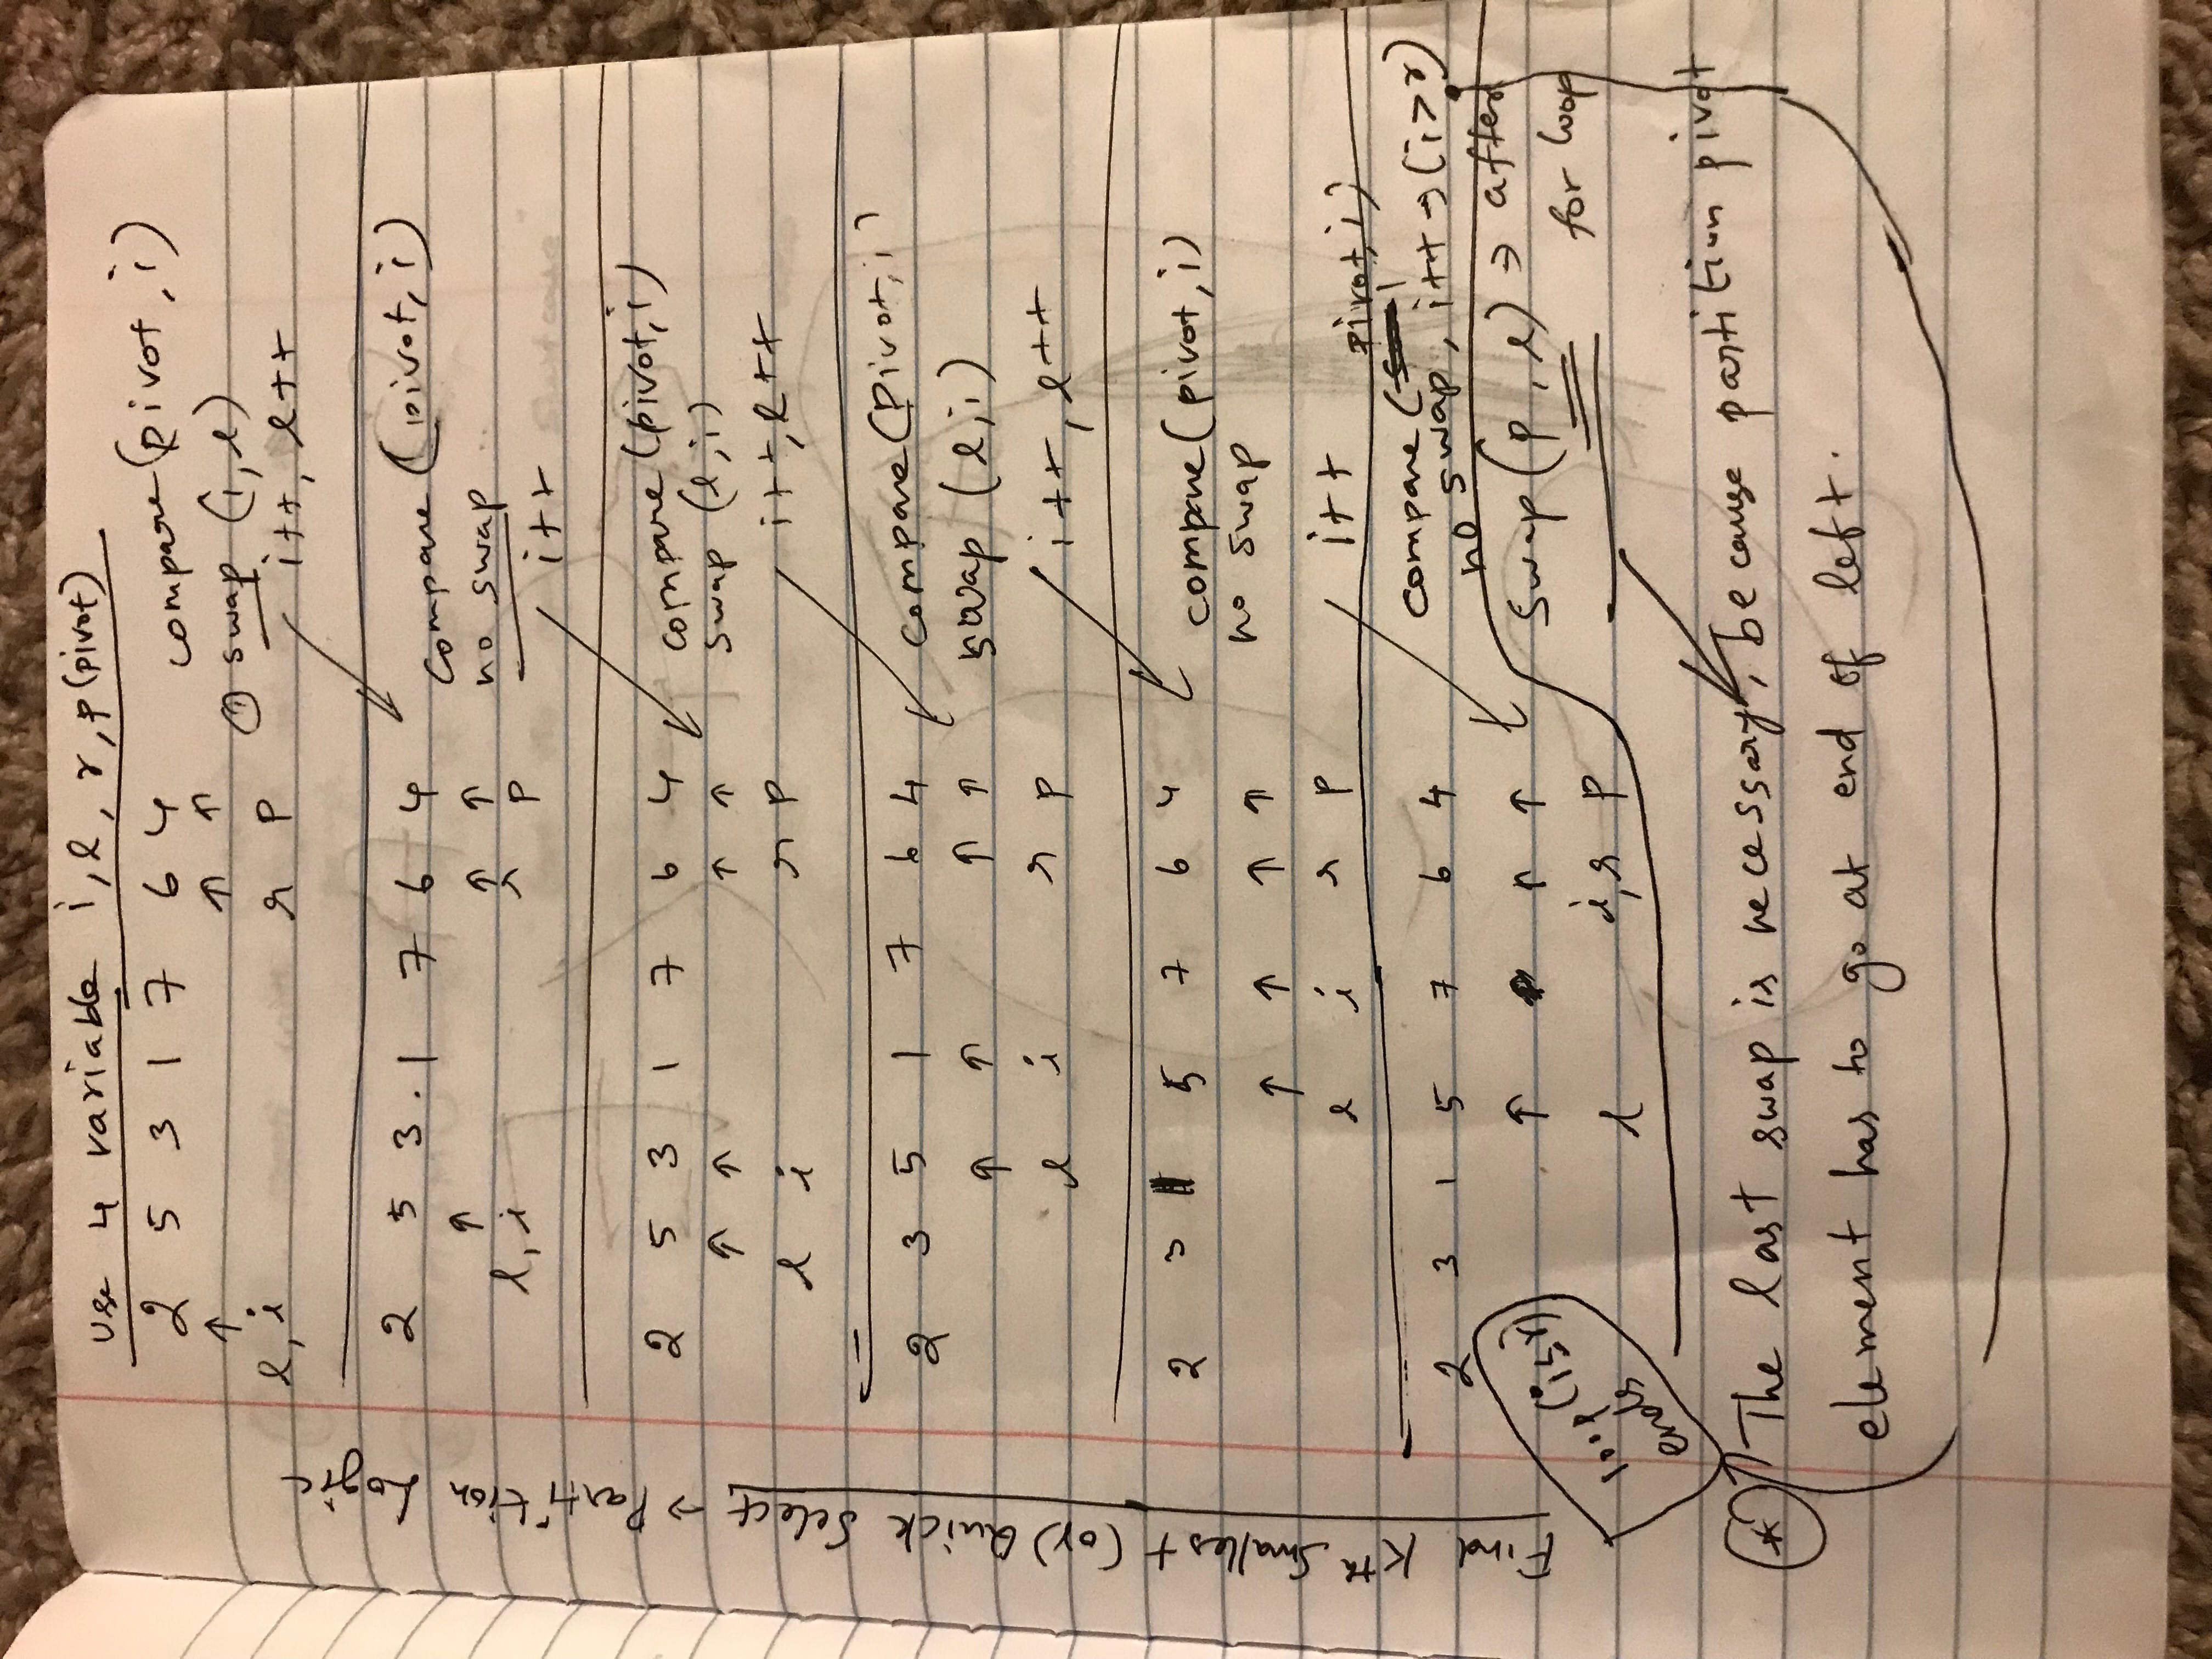 use 4 variable i, l, r, p (pivot)
2 5 3 1 7 6 4 compare (pivot, i)
↑ ↑ ↑ ① swap (i, l)
l, i r p i++, l++
2 5 3 . 1 7 6 4 compare (pivot, i)
↑ ↑ ↑ no swap
l, i r p i++
2 5 3 1 7 6 4 compare (pivot, i)
↑ ↑ ↑ ↑ swap (l, i)
l i r p i++, l++
2 3 5 1 7 6 4 compare (Pivot, i)
↑ ↑ ↑ ↑ swap (l, i)
l i r p i++, l++
2 3 1 5 7 6 4 compare (pivot, i)
↑ ↑ ↑ ↑ no swap
l i r p i++
2 3 1 5 7 6 4 compare (pivot, i)
no swap, i++ → (i > r)
↑ ↑ ↑ swap (p, l) → after
l i, r p for loop
loop (i ≤ r)
ends
* The last swap is necessary, because partition pivot
element has to go at end of left.
Find Kth Smallest (or) Quick Select → Partition Logic